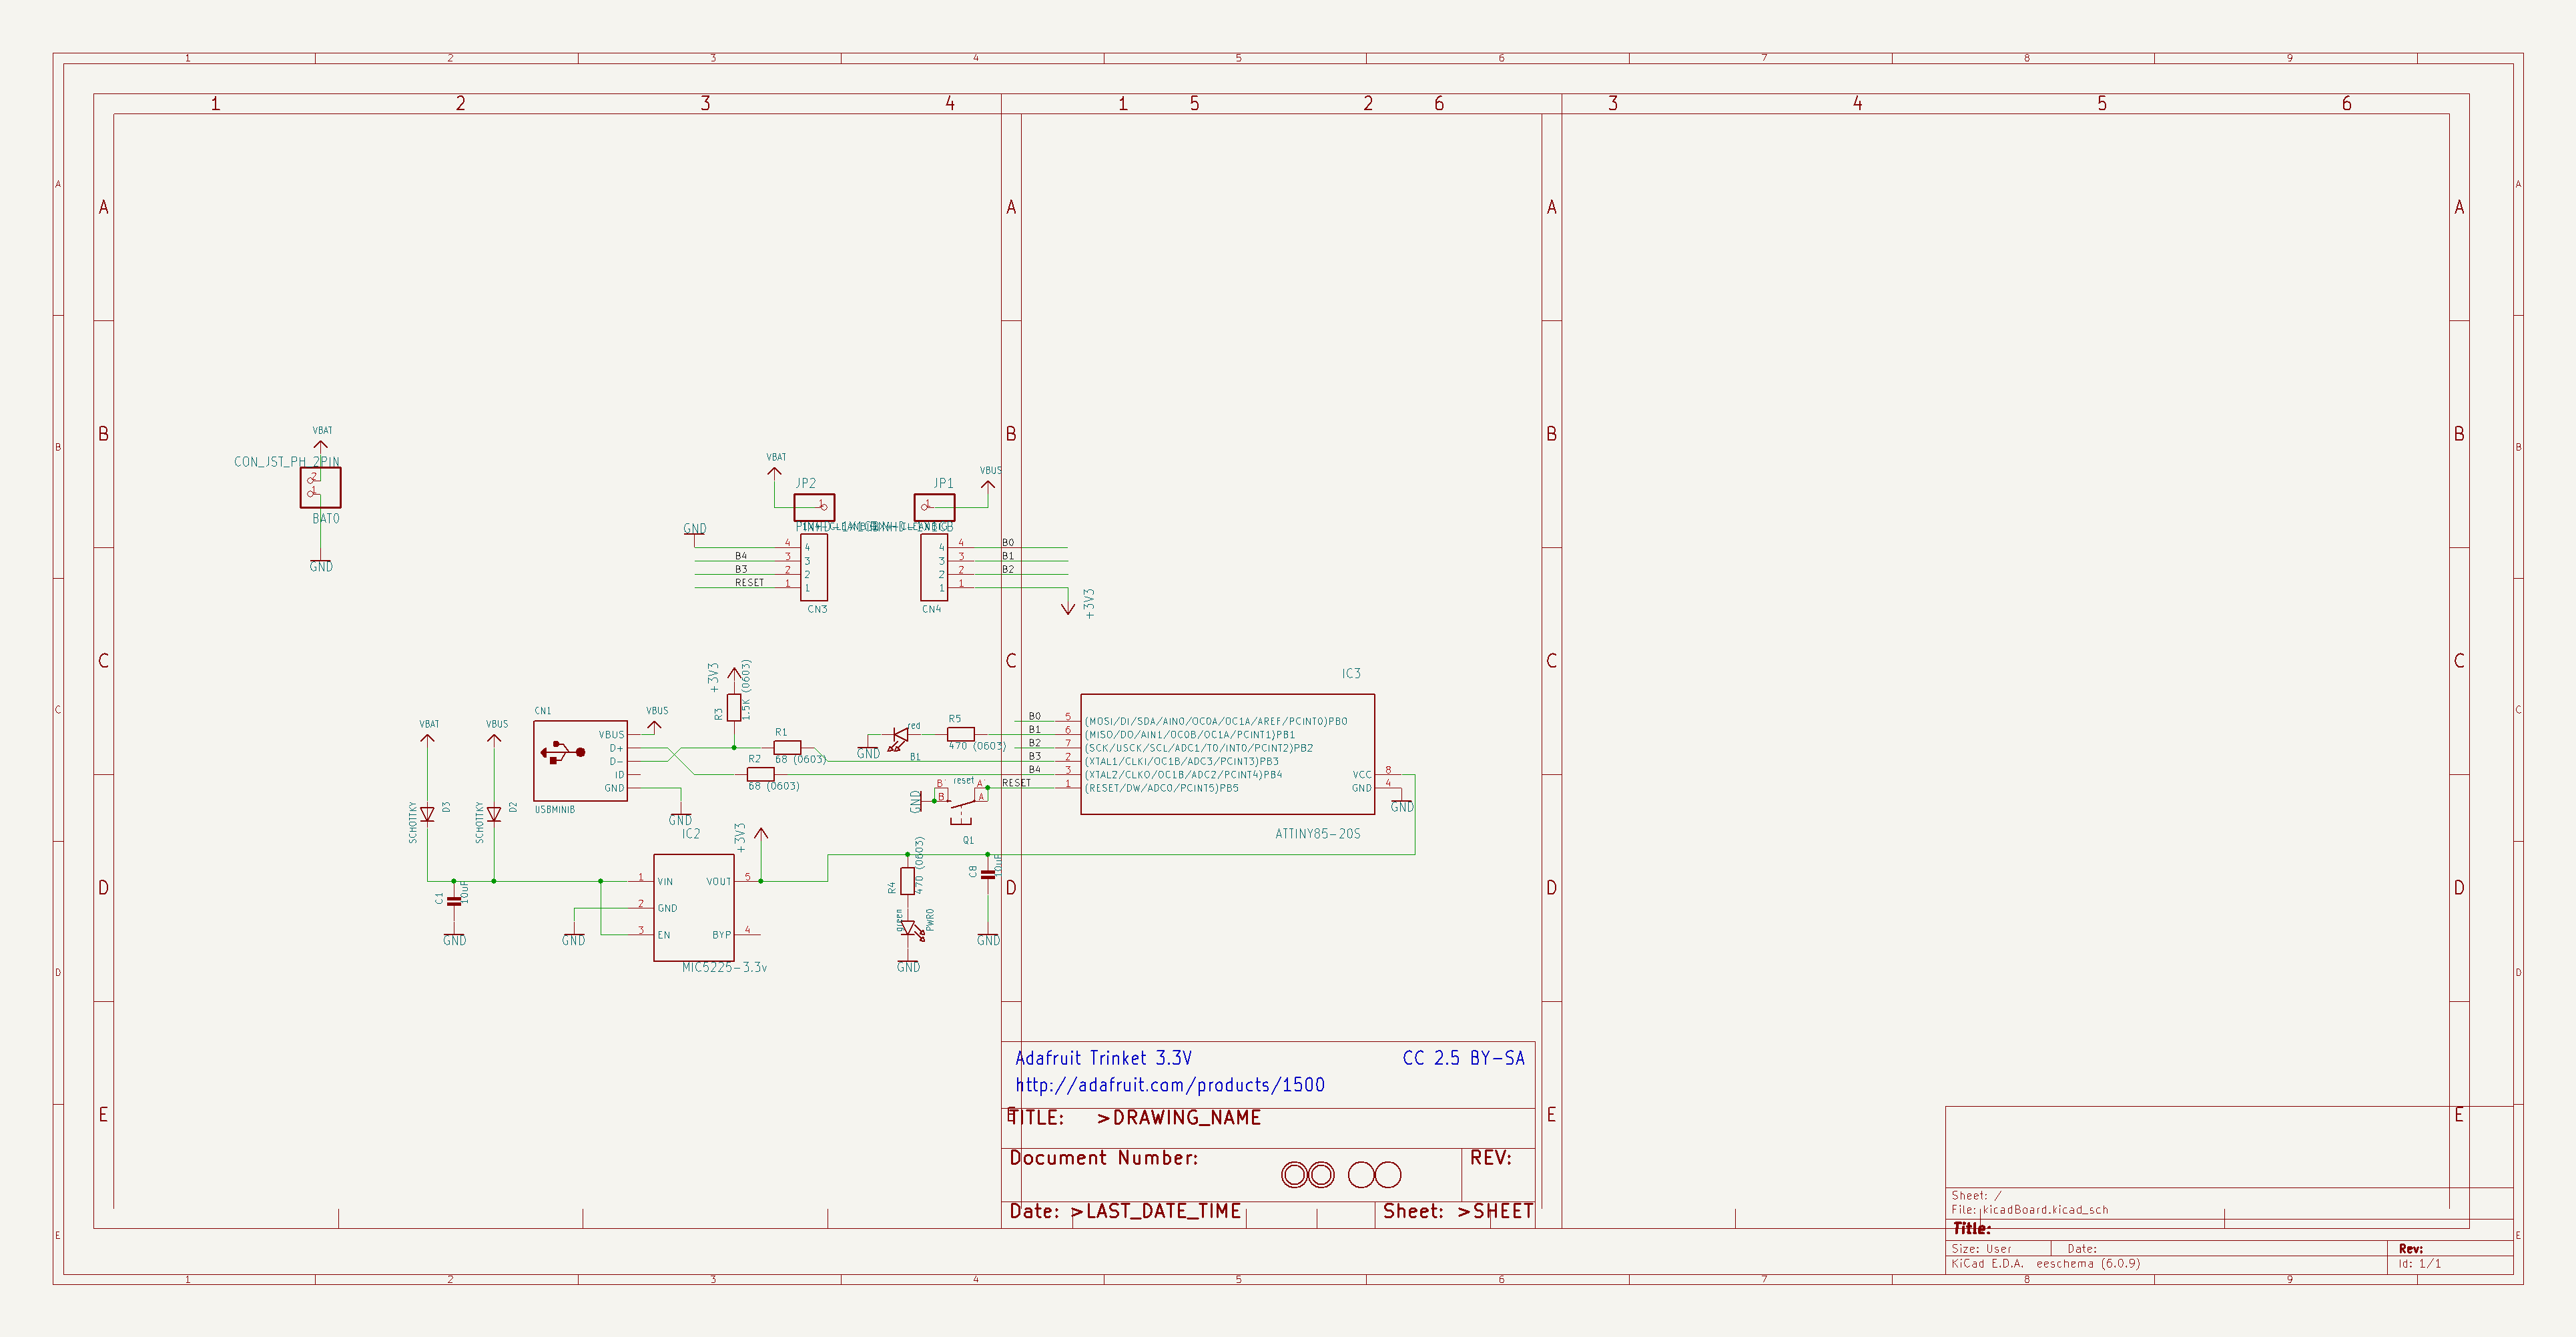 1 2 3 4 5 6 7 8 9
1 2 3 4 1 5 2 6 3 4 5 6
A A A A A A
B B B B B B
C C C C C C
D D D D D D
E E E E E E
VBAT
CON_JST_PH_2PIN
2
1
BAT0
GND
VBAT
JP2
1
VBUS
JP1
1
GND
B4
B3
RESET
4 4
3 3
2 2
1 1
CN3
4 4
3 3
2 2
1 1
CN4
B0
B1
B2
+3V3
VBAT
SCHOTTKY
D3
VBUS
SCHOTTKY
D2
C1
10uF
GND
CN1
VBUS
D+
D-
ID
GND
USBMINIB
VBUS
GND
+3V3
R3
1.5K (0603)
R1
68 (0603)
R2
68 (0603)
red
B1
GND
R5
470 (0603)
B0
B1
B2
B3
B4
RESET
reset
B' A'
B A
GND
Q1
IC3
5 (MOSI/DI/SDA/AIN0/OC0A/OC1A/AREF/PCINT0)PB0
6 (MISO/DO/AIN1/OC0B/OC1A/PCINT1)PB1
7 (SCK/USCK/SCL/ADC1/T0/INT0/PCINT2)PB2
2 (XTAL1/CLKI/OC1B/ADC3/PCINT3)PB3
3 (XTAL2/CLKO/OC1B/ADC2/PCINT4)PB4
1 (RESET/DW/ADC0/PCINT5)PB5
VCC 8
GND 4
GND
ATTINY85-20S
IC2
+3V3
1 VIN VOUT 5
2 GND
3 EN BYP 4
MIC5225-3.3v
GND
R4
470 (0603)
green
PWR0
GND
C8
10uF
GND
Adafruit Trinket 3.3V CC 2.5 BY-SA
http://adafruit.com/products/1500
TITLE: >DRAWING_NAME
Document Number: REV:
Date: >LAST_DATE_TIME Sheet: >SHEET
Sheet: /
File: kicadBoard.kicad_sch
Title:
Size: User Date: Rev:
KiCad E.D.A. eeschema (6.0.9) Id: 1/1
1 2 3 4 5 6 7 8 9